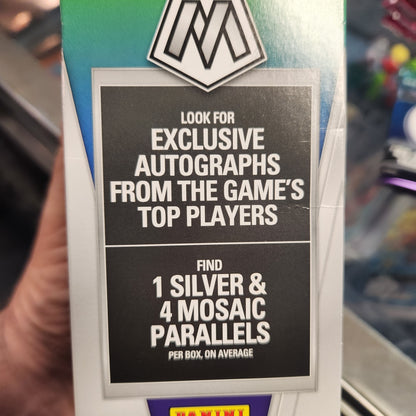 LOOK FOR
EXCLUSIVE
AUTOGRAPHS
FROM THE GAME'S
TOP PLAYERS
FIND
1 SILVER &
4 MOSAIC
PARALLELS
PER BOX, ON AVERAGE
PANINI